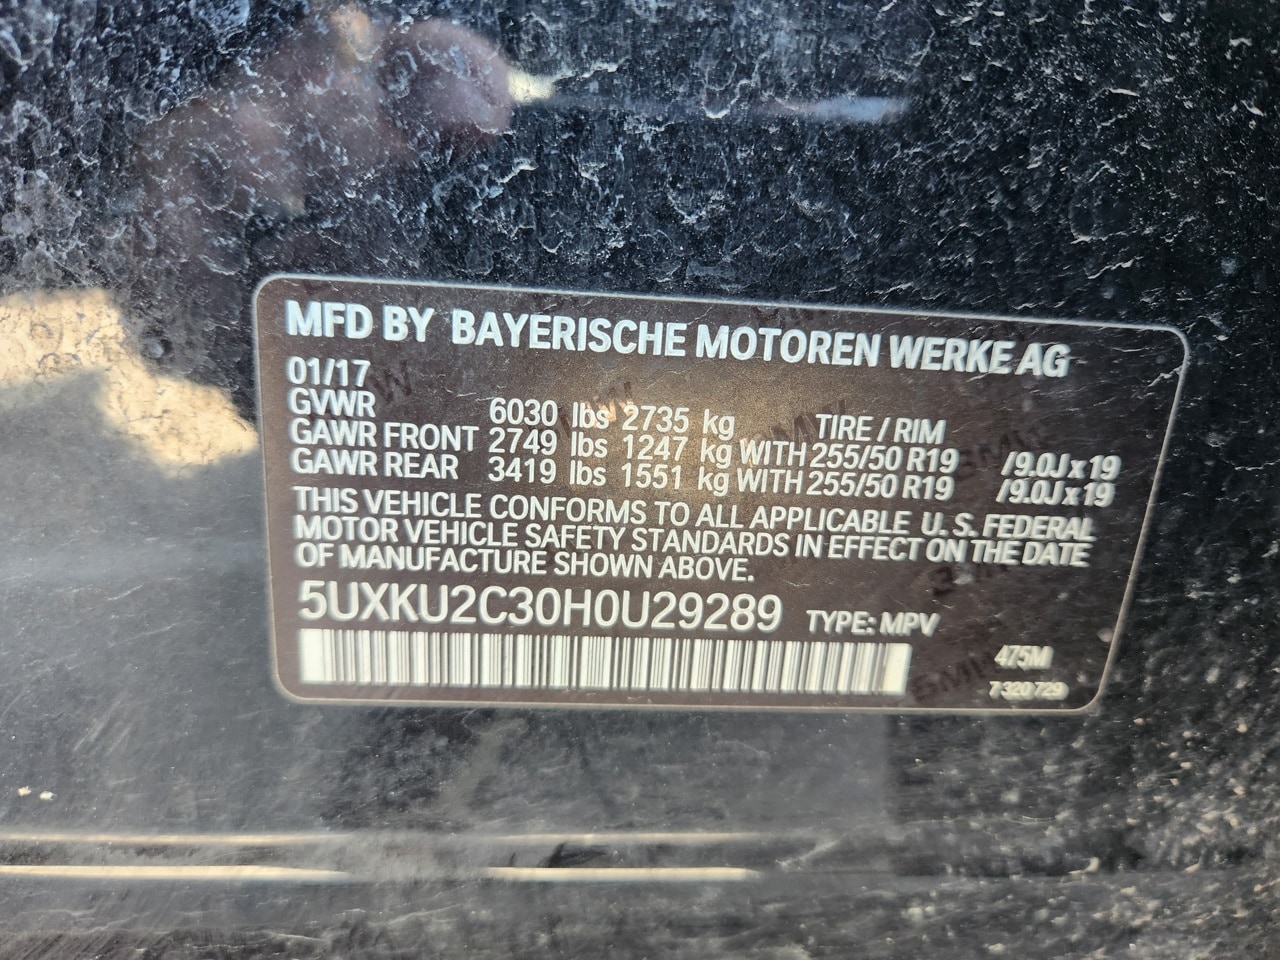 MFD BY BAYERISCHE MOTOREN WERKE AG
01/17
GVWR 6030 lbs 2735 kg TIRE / RIM
GAWR FRONT 2749 lbs 1247 kg WITH 255/50 R19 /9.0J x 19
GAWR REAR 3419 lbs 1551 kg WITH 255/50 R19 /9.0J x 19
THIS VEHICLE CONFORMS TO ALL APPLICABLE U.S. FEDERAL
MOTOR VEHICLE SAFETY STANDARDS IN EFFECT ON THE DATE
OF MANUFACTURE SHOWN ABOVE.
5UXKU2C30H0U29289 TYPE: MPV
475M
7 320 729